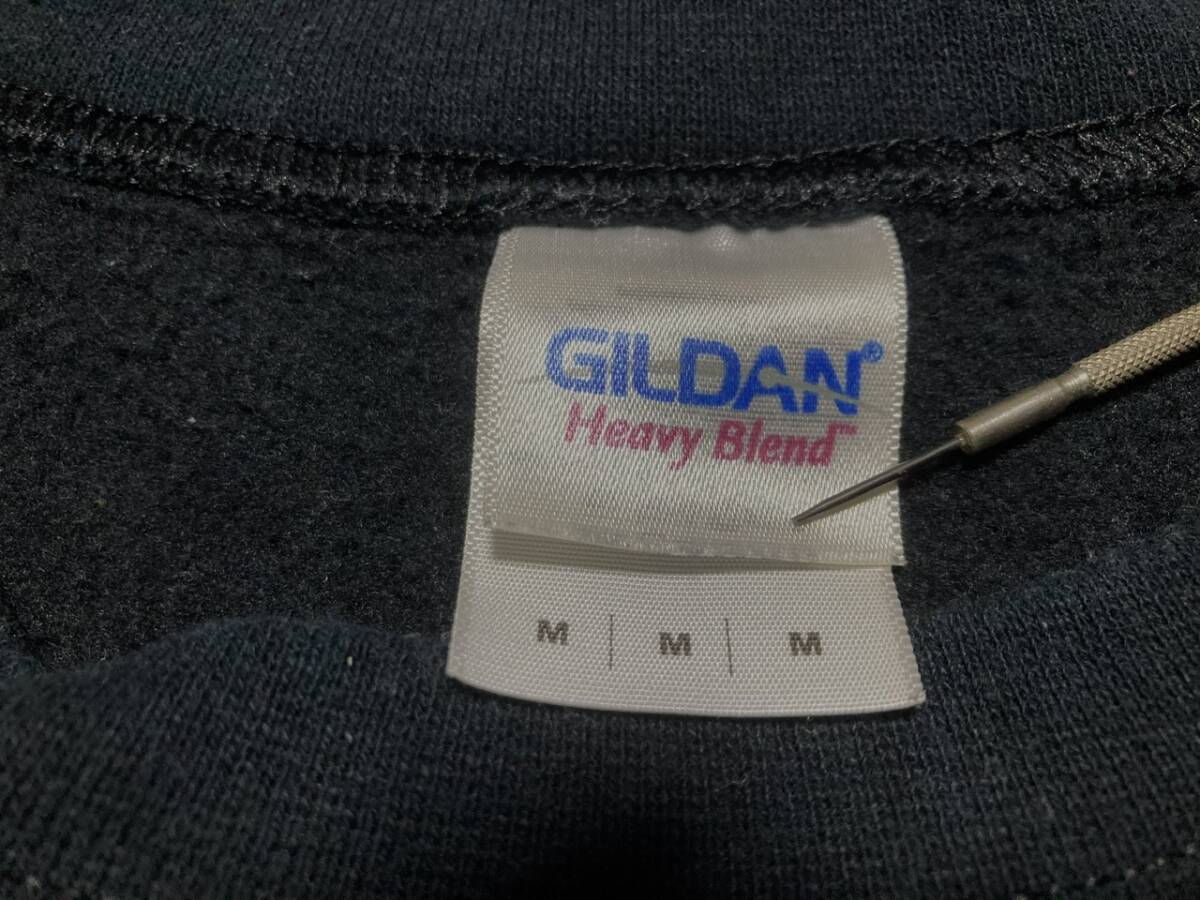 GILDAN®
Heavy Blend™
M | M | M